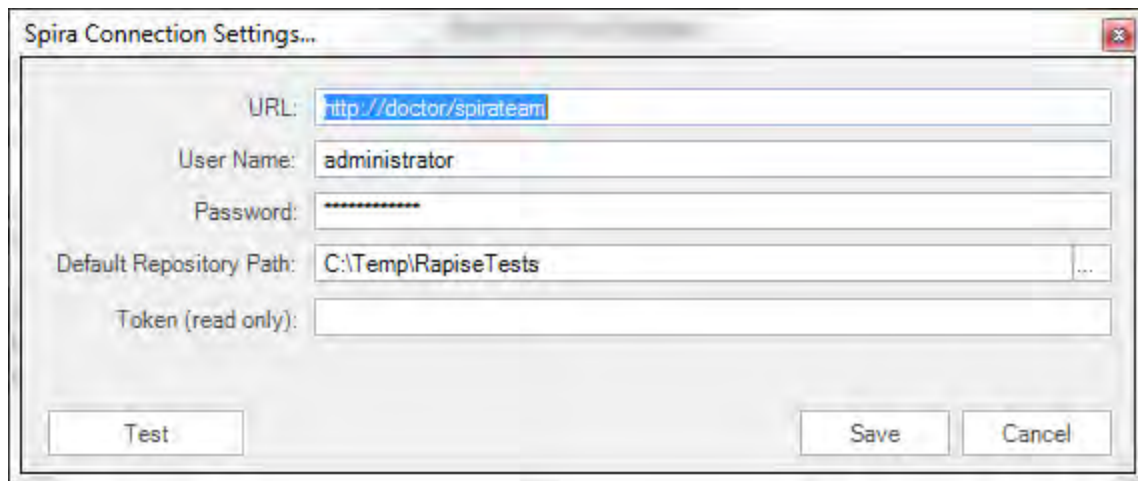 Spira Connection Settings...
URL: http://doctor/spirateam
User Name: administrator
Password: ************
Default Repository Path: C:\Temp\RapiseTests ...
Token (read only):
Test Save Cancel